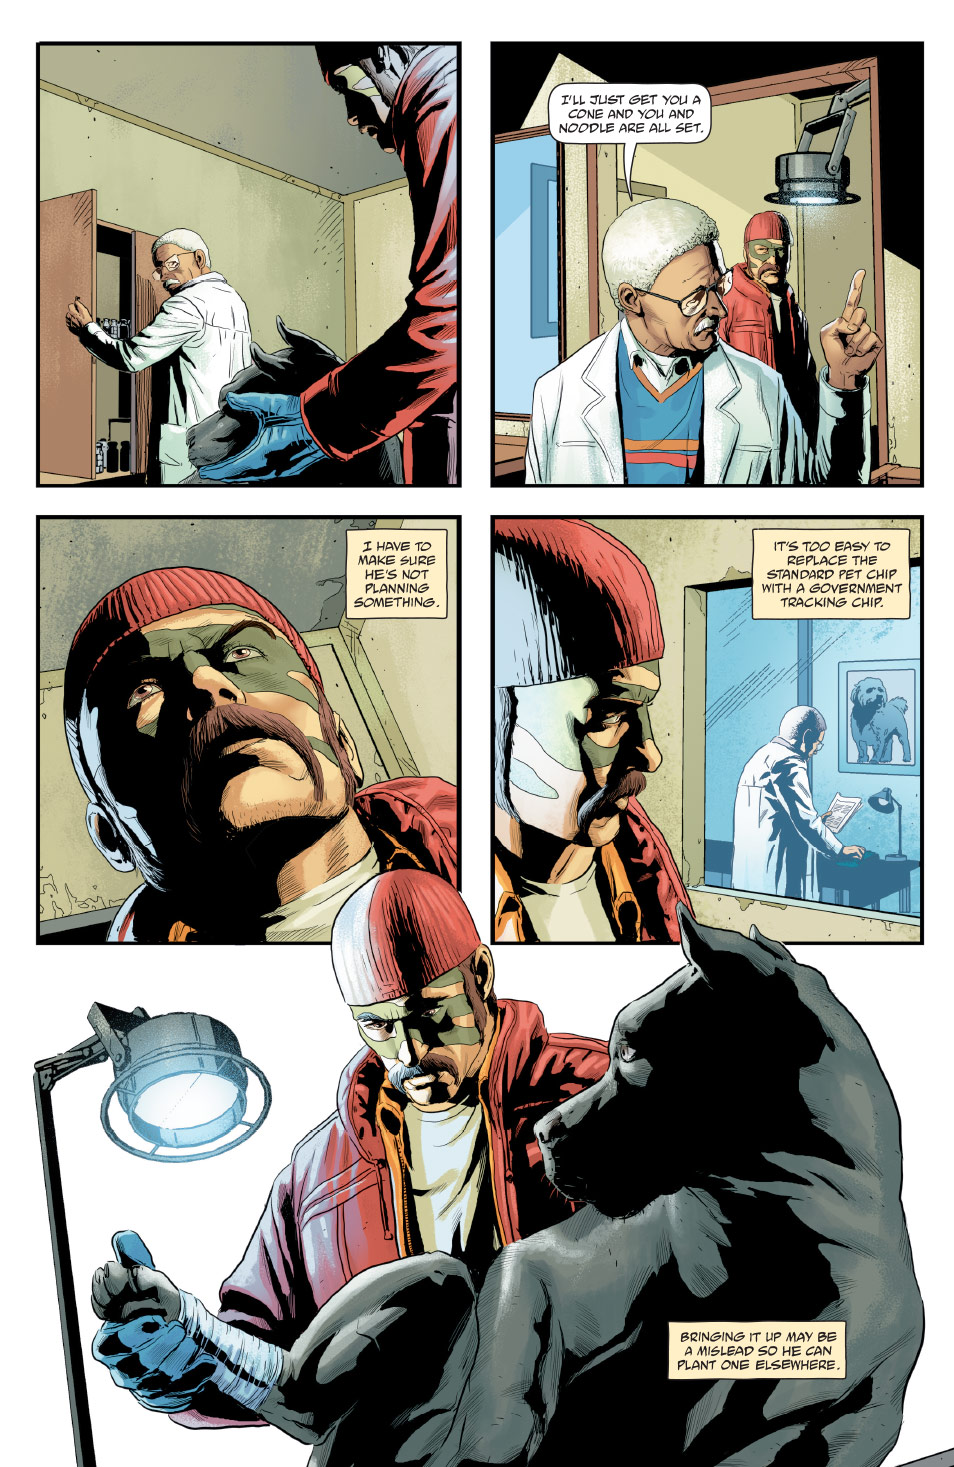 I'LL JUST GET YOU A
CONE AND YOU AND
NOODLE ARE ALL SET.
I HAVE TO
MAKE SURE
HE'S NOT
PLANNING
SOMETHING.
IT'S TOO EASY TO
REPLACE THE
STANDARD PET CHIP
WITH A GOVERNMENT
TRACKING CHIP.
BRINGING IT UP MAY BE
A MISLEAD SO HE CAN
PLANT ONE ELSEWHERE.